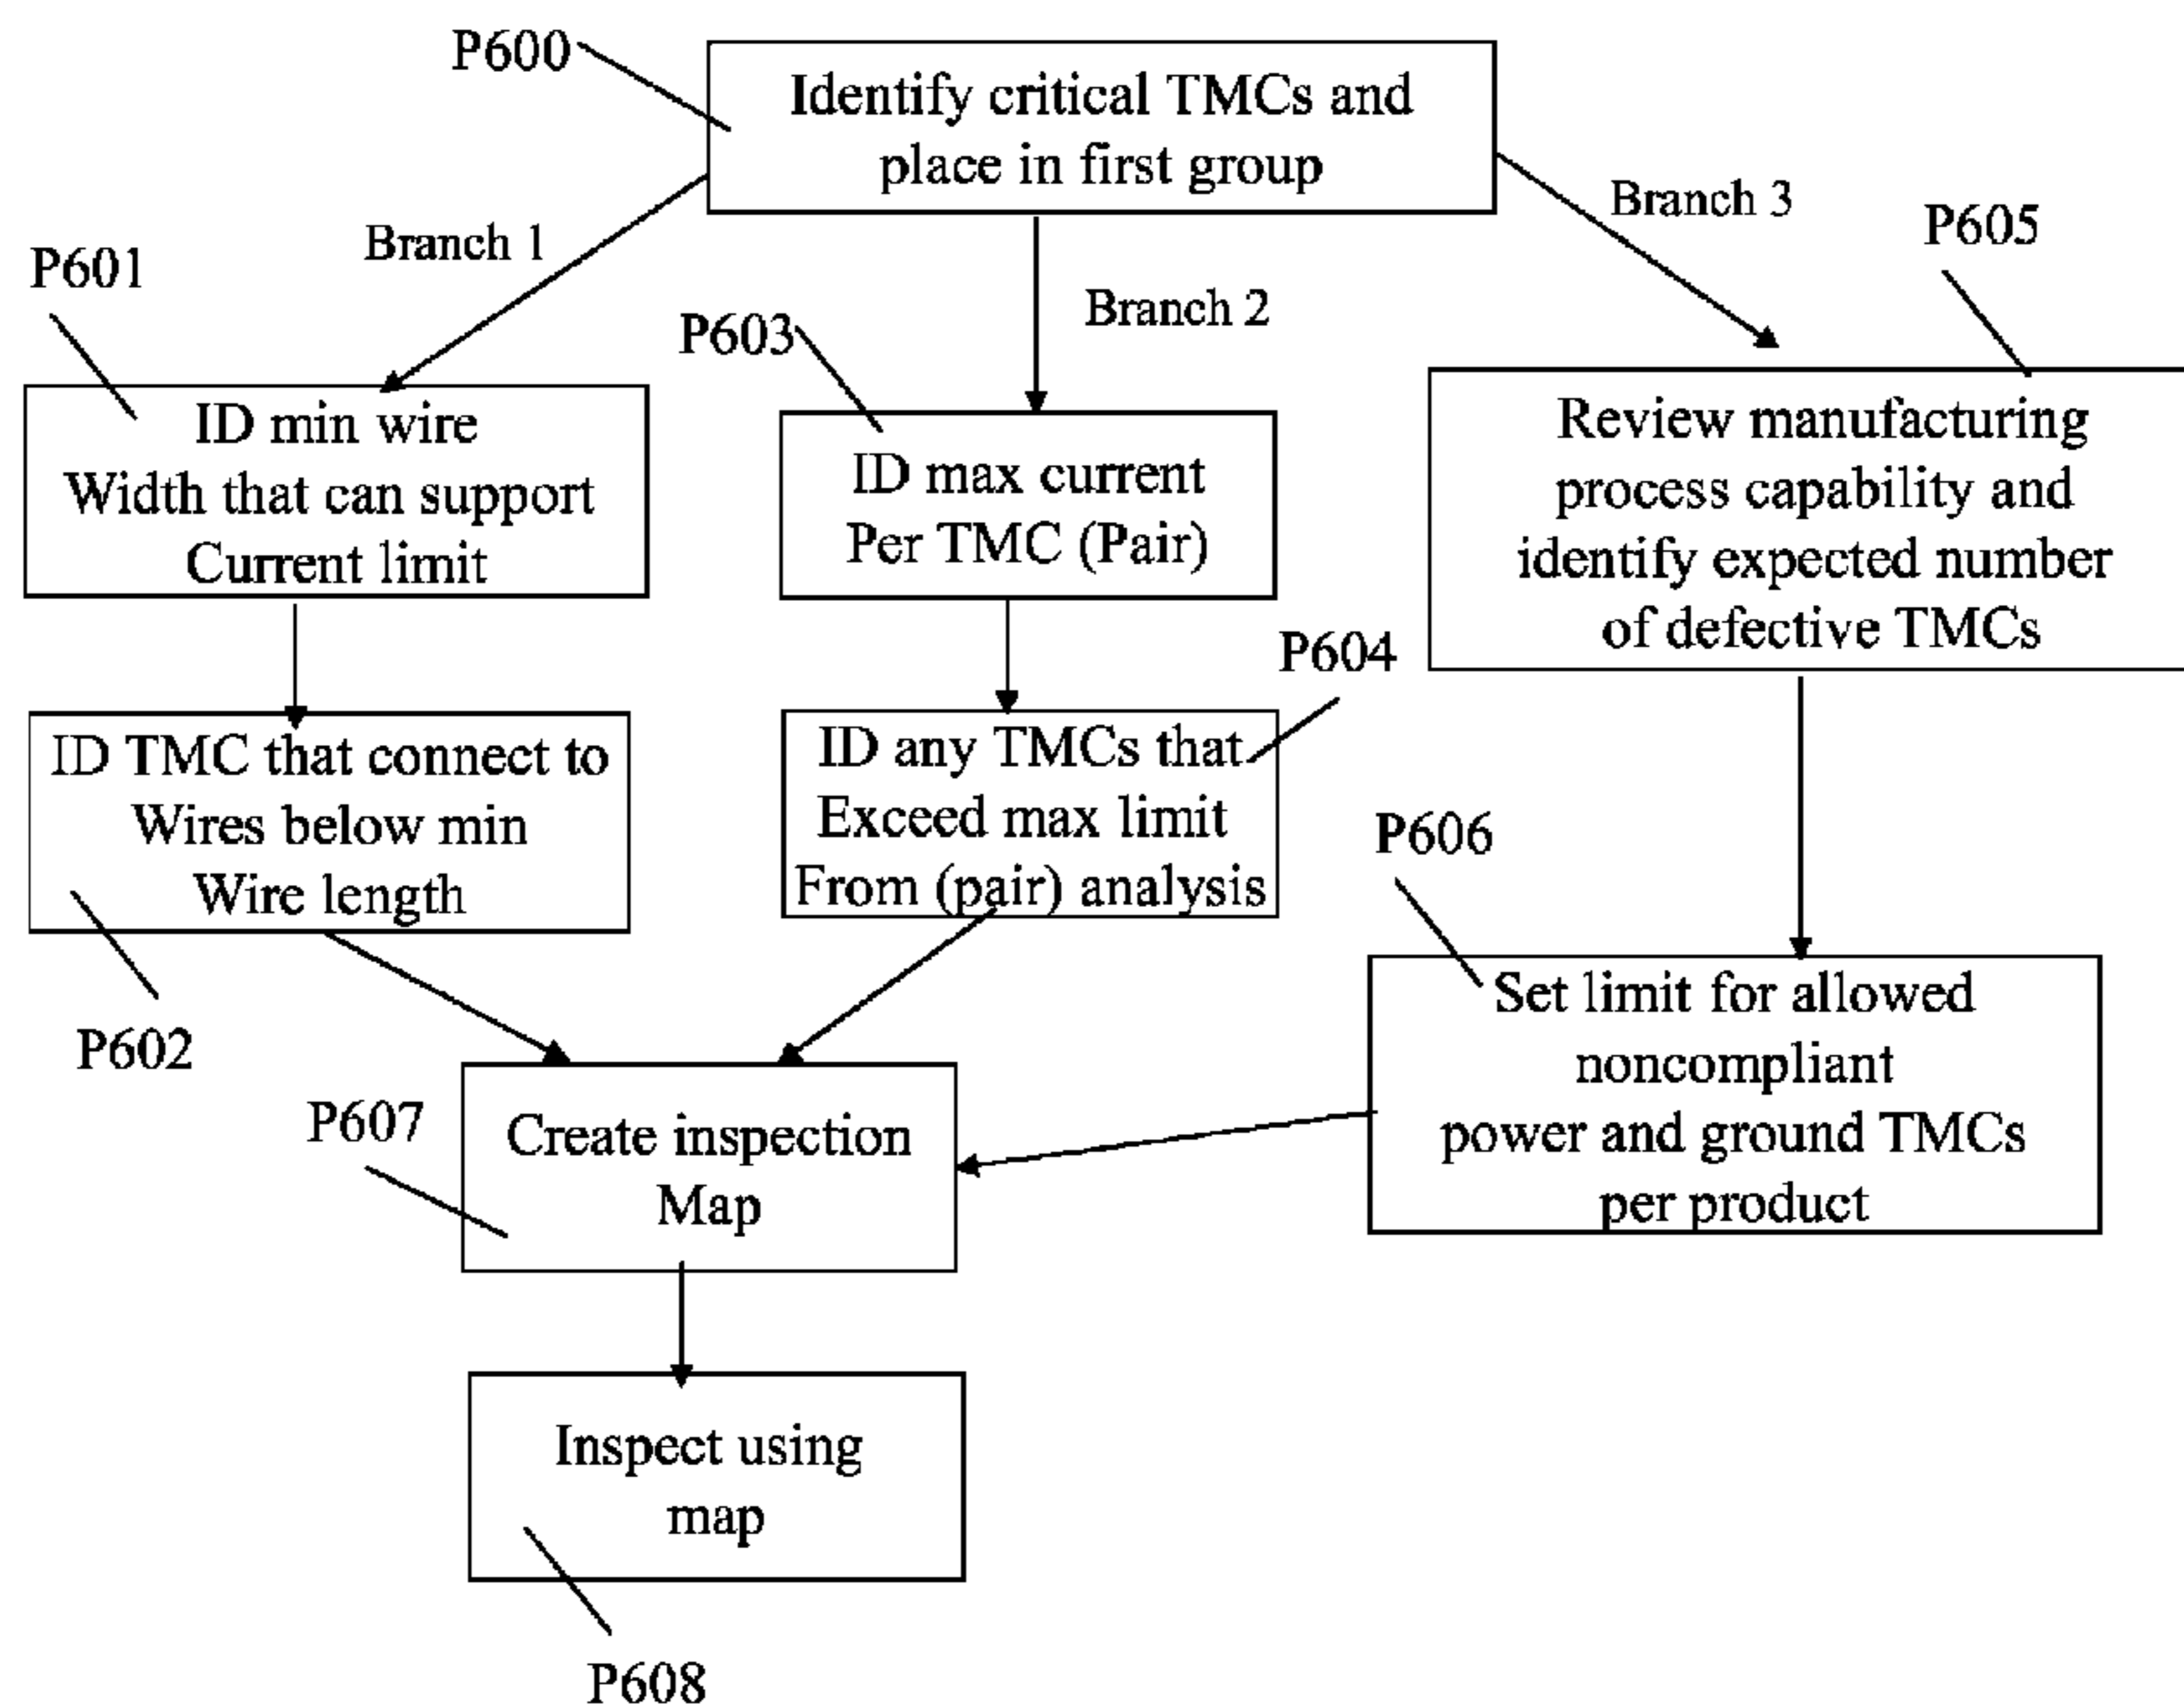 P600
Identify critical TMCs and
place in first group
Branch 1
Branch 2
Branch 3
P601
ID min wire
Width that can support
Current limit
P603
ID max current
Per TMC (Pair)
P605
Review manufacturing
process capability and
identify expected number
of defective TMCs
ID TMC that connect to
Wires below min
Wire length
P602
P604
ID any TMCs that
Exceed max limit
From (pair) analysis
P606
Set limit for allowed
noncompliant
power and ground TMCs
per product
P607
Create inspection
Map
Inspect using
map
P608